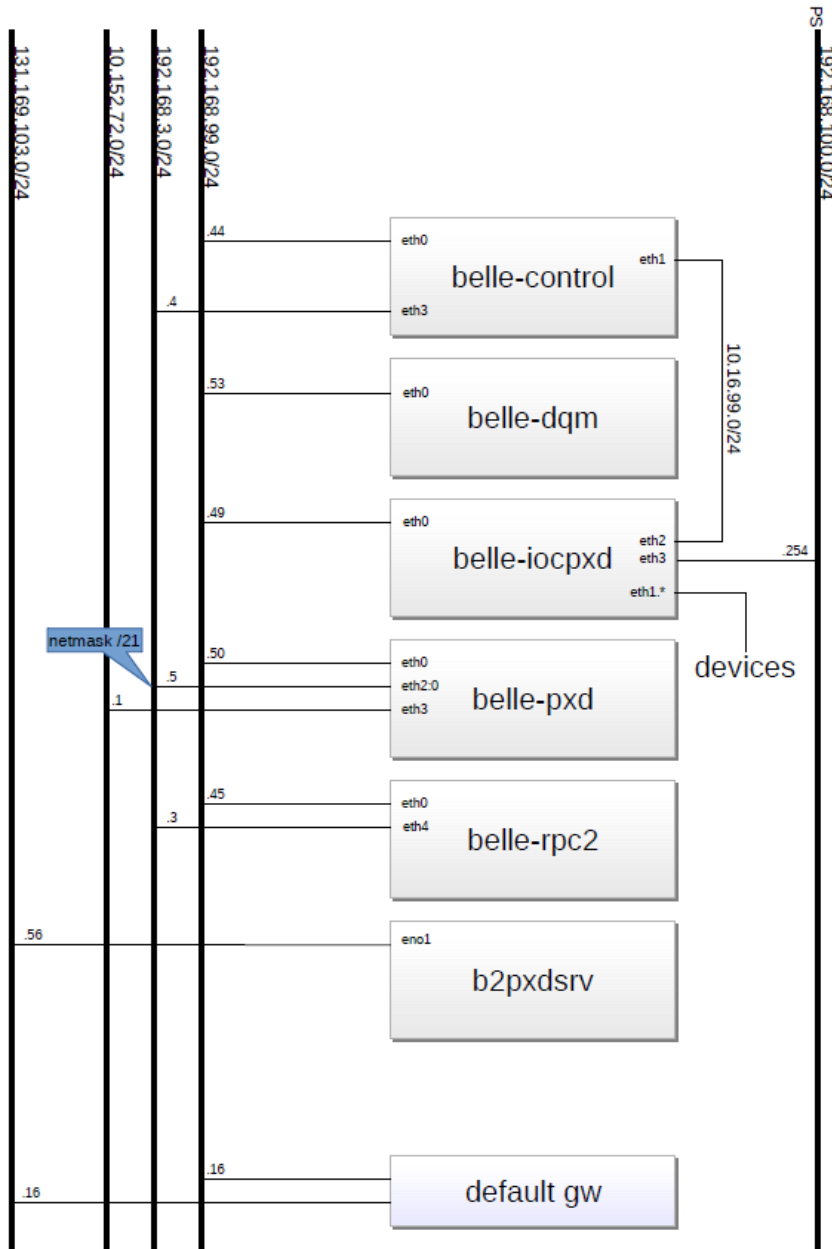 PS
131.169.103.0/24
10.152.72.0/24
192.168.3.0/24
192.168.99.0/24
192.168.100.0/24
.44
eth0
eth1
belle-control
.4
eth3
10.16.99.0/24
.53
eth0
belle-dqm
.49
eth0
eth2
belle-iocpxd
eth3
.254
eth1.*
devices
netmask /21
.50
eth0
.5
eth2:0
belle-pxd
.1
eth3
.45
eth0
.3
eth4
belle-rpc2
.56
eno1
b2pxdsrv
.16
default gw
.16